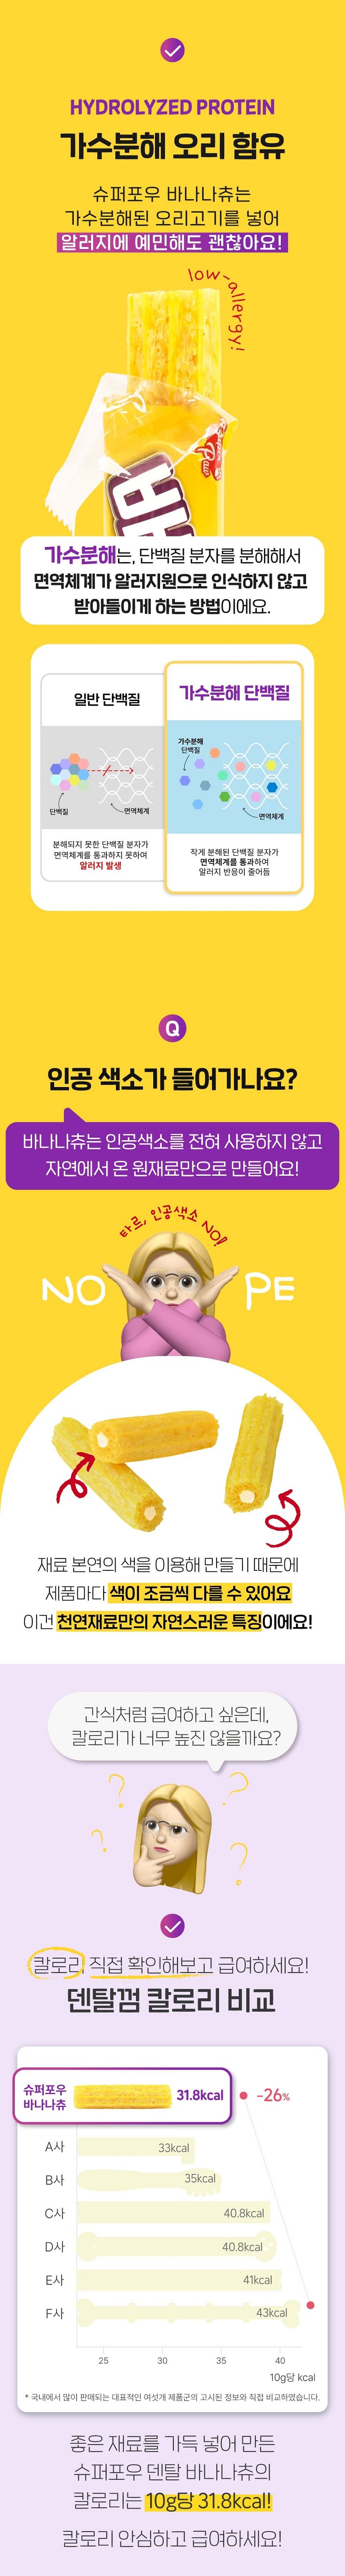 HYDROLYZED PROTEIN
가수분해 오리 함유
슈퍼포우 바나나츄는
가수분해된 오리고기를 넣어
알러지에 예민해도 괜찮아요!
low-allergy!
가수분해는, 단백질 분자를 분해해서
면역체계가 알러지원으로 인식하지 않고
받아들이게 하는 방법이에요.
일반 단백질
단백질
면역체계
분해되지 못한 단백질 분자가
면역체계를 통과하지 못하여
알러지 발생
가수분해 단백질
가수분해
단백질
면역체계
작게 분해된 단백질 분자가
면역체계를 통과하여
알러지 반응이 줄어듬
Q
인공 색소가 들어가나요?
바나나츄는 인공색소를 전혀 사용하지 않고
자연에서 온 원재료만으로 만들어요!
타르, 인공색소 NO!!
NO PE
재료 본연의 색을 이용해 만들기 때문에
제품마다 색이 조금씩 다를 수 있어요
이건 천연재료만의 자연스러운 특징이에요!
간식처럼 급여하고 싶은데,
칼로리가 너무 높진 않을까요?
칼로리 직접 확인해보고 급여하세요!
덴탈껌 칼로리 비교
슈퍼포우
바나나츄
31.8kcal
-26%
A사 33kcal
B사 35kcal
C사 40.8kcal
D사 40.8kcal
E사 41kcal
F사 43kcal
25 30 35 40
10g당 kcal
* 국내에서 많이 판매되는 대표적인 여섯개 제품군의 고시된 정보와 직접 비교하였습니다.
좋은 재료를 가득 넣어 만든
슈퍼포우 덴탈 바나나츄의
칼로리는 10g당 31.8kcal!
칼로리 안심하고 급여하세요!